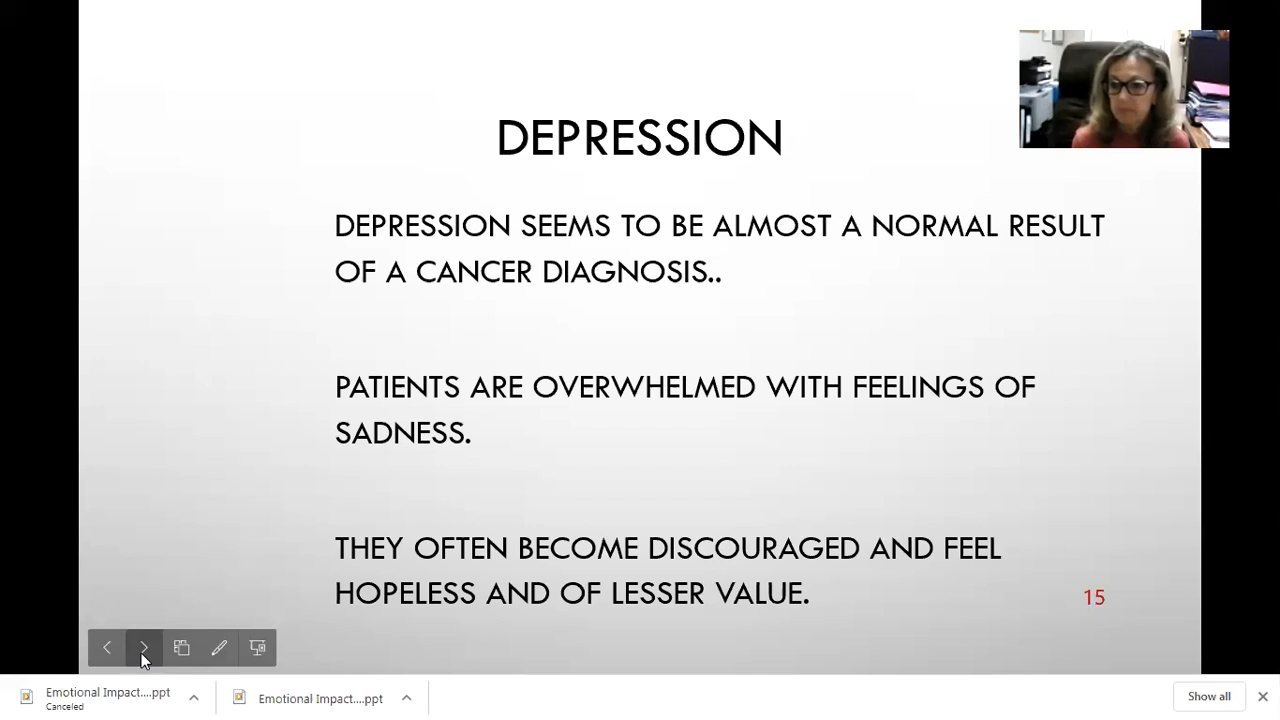 DEPRESSION
DEPRESSION SEEMS TO BE ALMOST A NORMAL RESULT
OF A CANCER DIAGNOSIS..
PATIENTS ARE OVERWHELMED WITH FEELINGS OF
SADNESS.
THEY OFTEN BECOME DISCOURAGED AND FEEL
HOPELESS AND OF LESSER VALUE.
15
Emotional Impact....ppt
Canceled
Emotional Impact....ppt
Show all